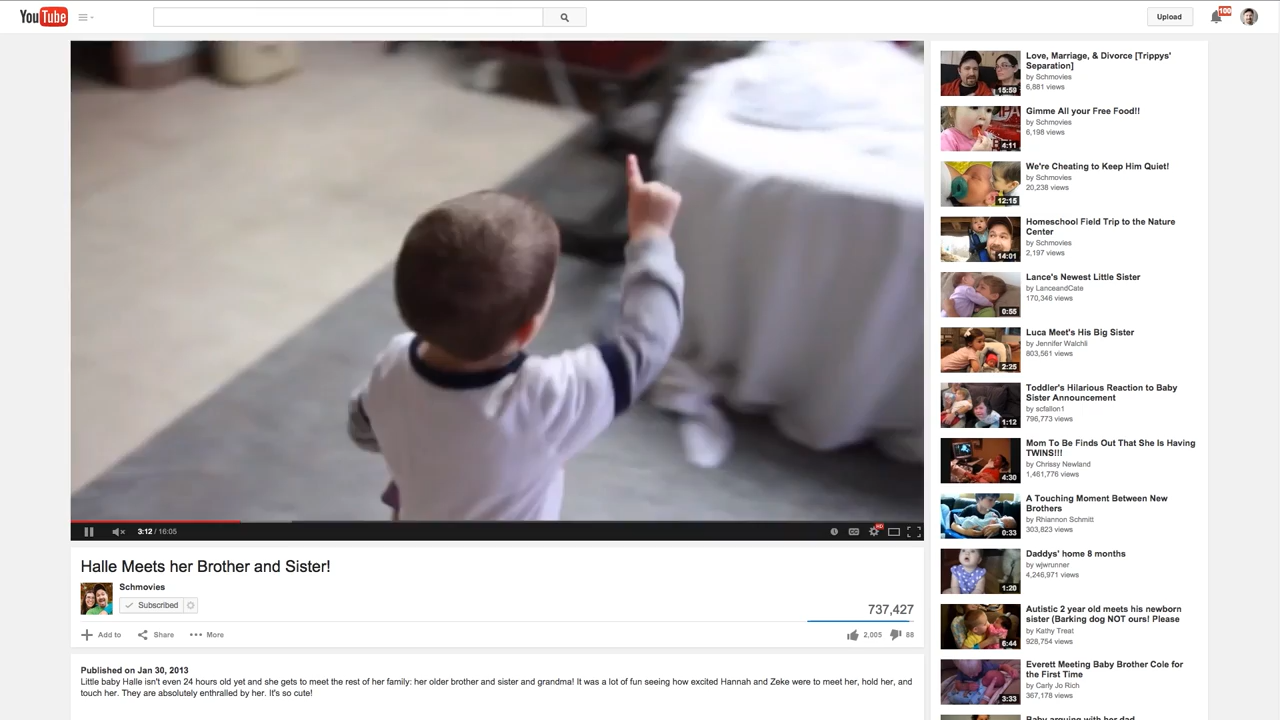 YouTube
Upload
100
3:12 / 16:05
HD
Halle Meets her Brother and Sister!
Schmovies
Subscribed
737,427
Add to
Share
More
2,005
88
Published on Jan 30, 2013
Little baby Halle isn't even 24 hours old yet and she gets to meet the rest of her family: her older brother and sister and grandma! It was a lot of fun seeing how excited Hannah and Zeke were to meet her, hold her, and
touch her. They are absolutely enthralled by her. It's so cute!
15:59
Love, Marriage, & Divorce [Trippys'
Separation]
by Schmovies
6,881 views
4:11
Gimme All your Free Food!!
by Schmovies
6,198 views
12:15
We're Cheating to Keep Him Quiet!
by Schmovies
20,238 views
14:01
Homeschool Field Trip to the Nature
Center
by Schmovies
2,197 views
0:55
Lance's Newest Little Sister
by LanceandCate
170,346 views
2:25
Luca Meet's His Big Sister
by Jennifer Walchli
803,561 views
1:12
Toddler's Hilarious Reaction to Baby
Sister Announcement
by scfallon1
796,773 views
4:30
Mom To Be Finds Out That She Is Having
TWINS!!!
by Chrissy Newland
1,461,776 views
0:33
A Touching Moment Between New
Brothers
by Rhiannon Schmitt
303,823 views
1:20
Daddys' home 8 months
by wjwrunner
4,246,971 views
6:44
Autistic 2 year old meets his newborn
sister (Barking dog NOT ours! Please
by Kathy Treat
928,754 views
3:33
Everett Meeting Baby Brother Cole for
the First Time
by Carly Jo Rich
367,178 views
Baby arguing with her dad